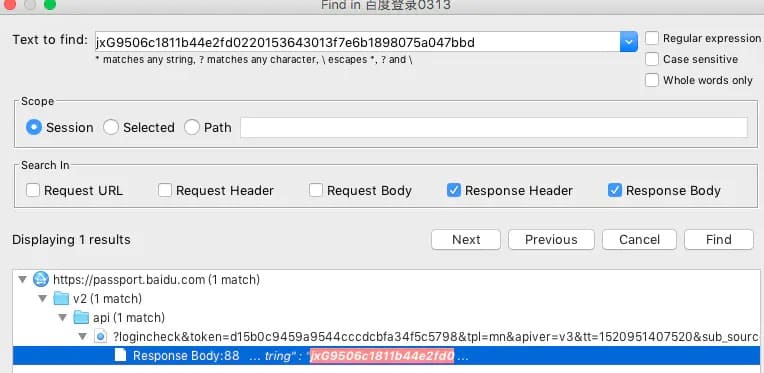 Find in 百度登录0313
Text to find: jxG9506c1811b44e2fd0220153643013f7e6b1898075a047bbd
Regular expression
* matches any string, ? matches any character, \ escapes *, ? and \
Case sensitive
Whole words only
Scope
Session Selected Path
Search In
Request URL Request Header Request Body Response Header Response Body
Displaying 1 results Next Previous Cancel Find
https://passport.baidu.com (1 match)
v2 (1 match)
api (1 match)
?logincheck&token=d15b0c9459a9544cccdcbfa34f5c5798&tpl=mn&apiver=v3&tt=1520951407520&sub_sourc
Response Body:88 ... tring" : "jxG9506c1811b44e2fd0 ...